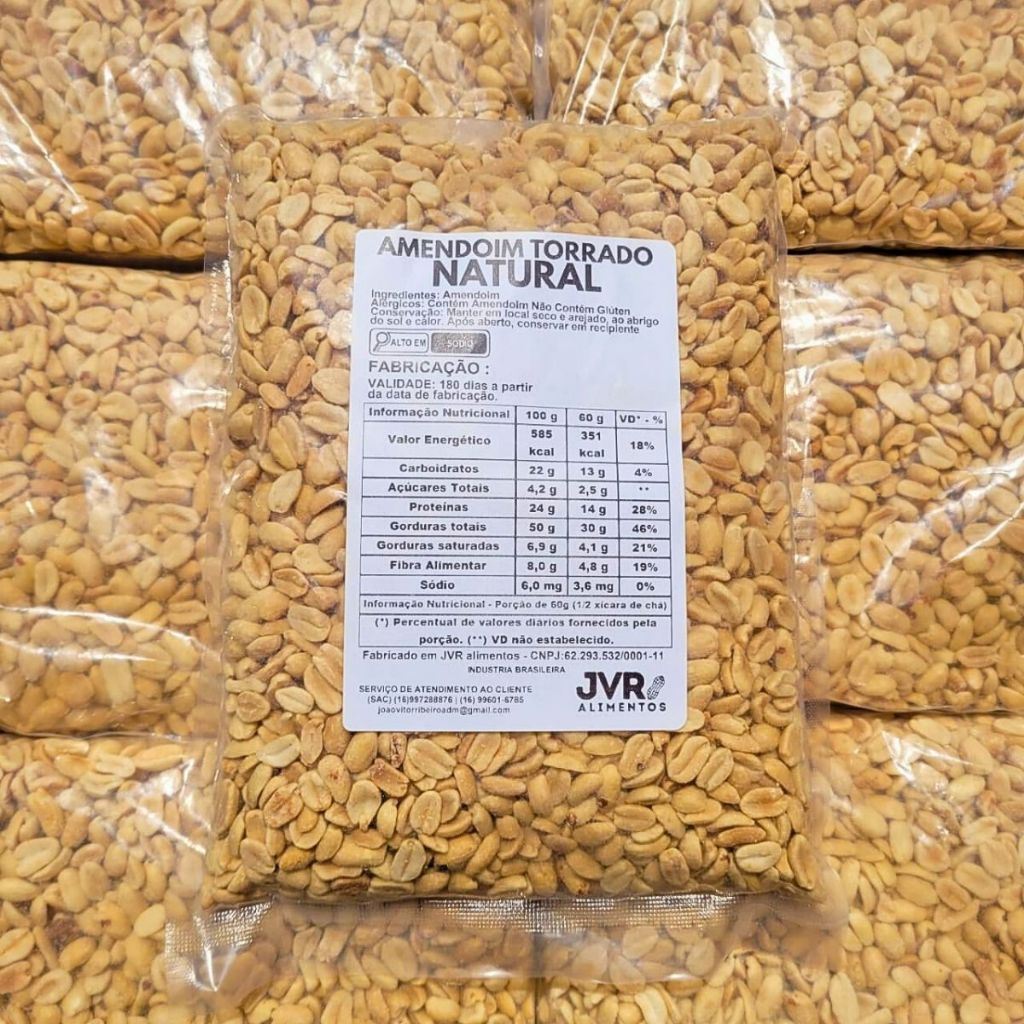 AMENDOIM TORRADO
NATURAL
Ingredientes: Amendoim
Alérgicos: Contém Amendoim Não Contém Glúten
Conservação: Manter em local seco e arejado, ao abrigo
do sol e calor. Após aberto, conservar em recipiente
ALTO EM SÓDIO
FABRICAÇÃO :
VALIDADE: 180 dias a partir
da data de fabricação.
Informação Nutricional 100 g 60 g VD* - %
Valor Energético 585 kcal 351 kcal 18%
Carboidratos 22 g 13 g 4%
Açúcares Totais 4,2 g 2,5 g **
Proteínas 24 g 14 g 28%
Gorduras totais 50 g 30 g 46%
Gorduras saturadas 6,9 g 4,1 g 21%
Fibra Alimentar 8,0 g 4,8 g 19%
Sódio 6,0 mg 3,6 mg 0%
Informação Nutricional - Porção de 60g (1/2 xícara de chá)
(*) Percentual de valores diários fornecidos pela
porção. (**) VD não estabelecido.
Fabricado em JVR alimentos - CNPJ:62.293.532/0001-11
INDUSTRIA BRASILEIRA
SERVIÇO DE ATENDIMENTO AO CLIENTE
(SAC) (16)997288876 | (16) 99601-6785
joaovitorribeiroadm@gmail.com
JVR
ALIMENTOS